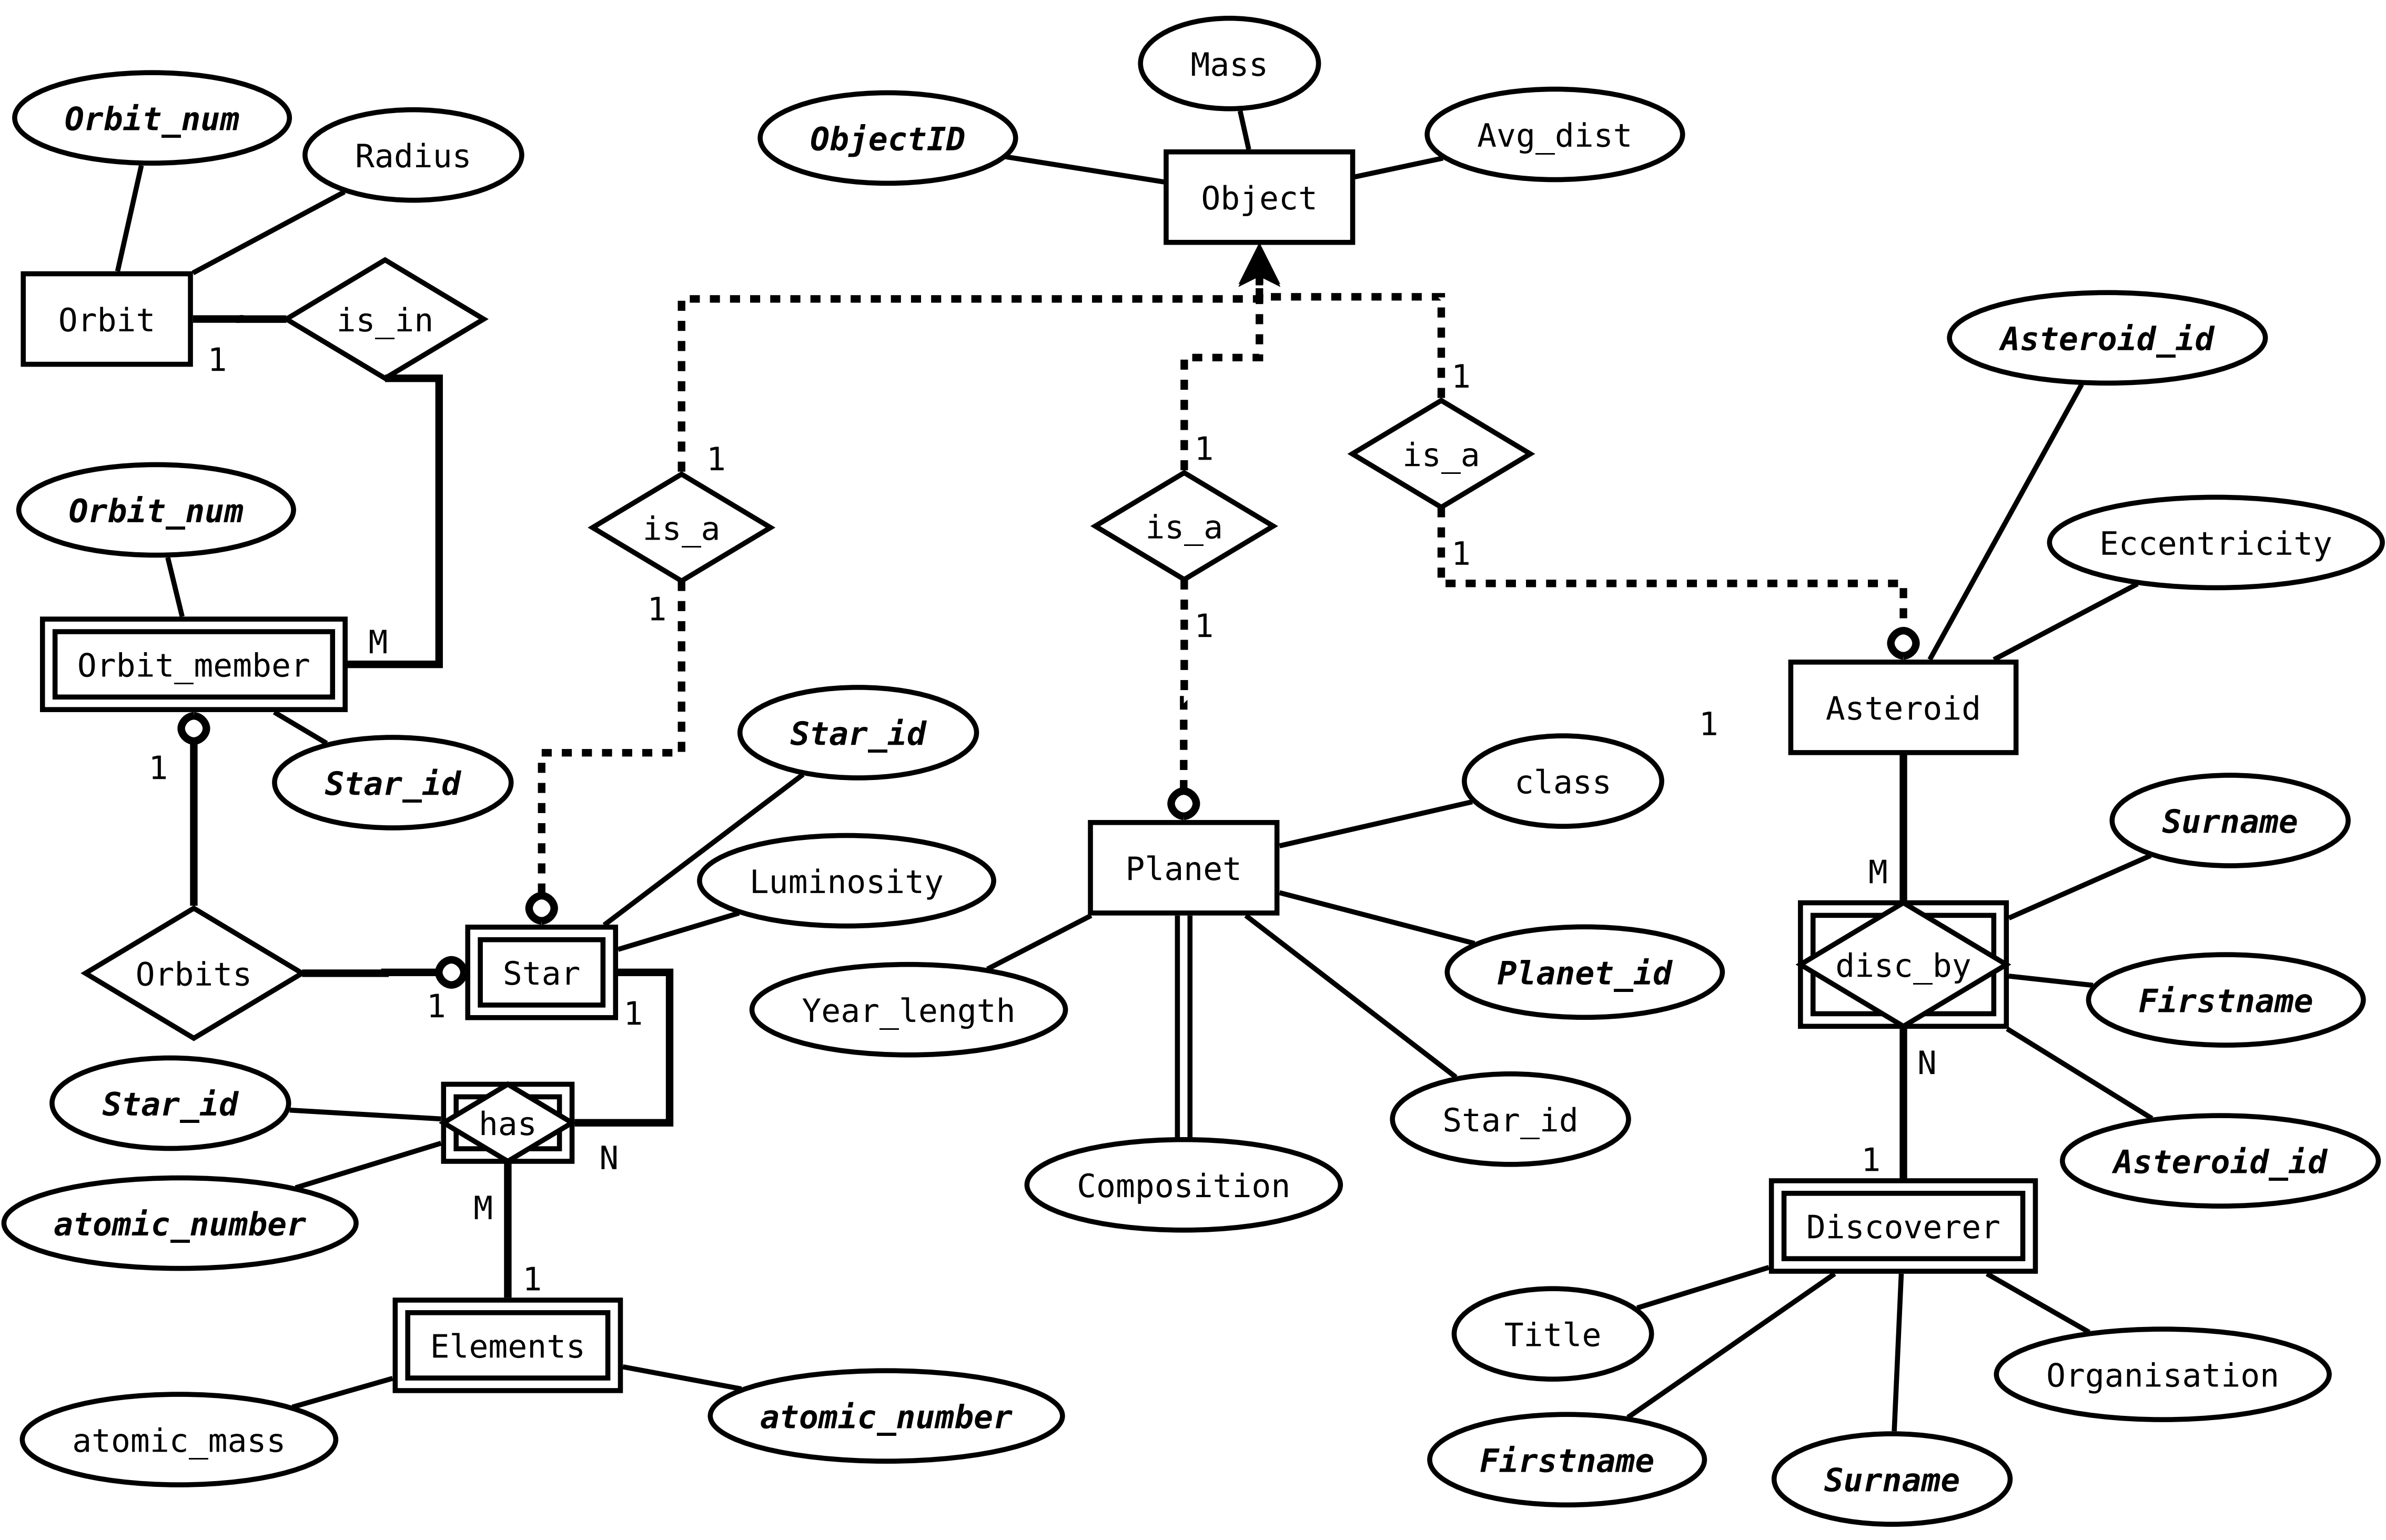 Mass
Orbit_num
ObjectID
Avg_dist
Radius
Object
Orbit
is_in
1
Asteroid_id
1
is_a
1
1
Orbit_num
is_a
is_a
1
Eccentricity
1
1
M
Orbit_member
Asteroid
1
Star_id
1
Star_id
class
Surname
Luminosity
Planet
M
Orbits
Star
Planet_id
disc_by
1
1
Year_length
Firstname
N
Star_id
has
Star_id
N
1
Asteroid_id
Composition
M
atomic_number
Discoverer
1
Elements
Title
Organisation
atomic_number
atomic_mass
Firstname
Surname